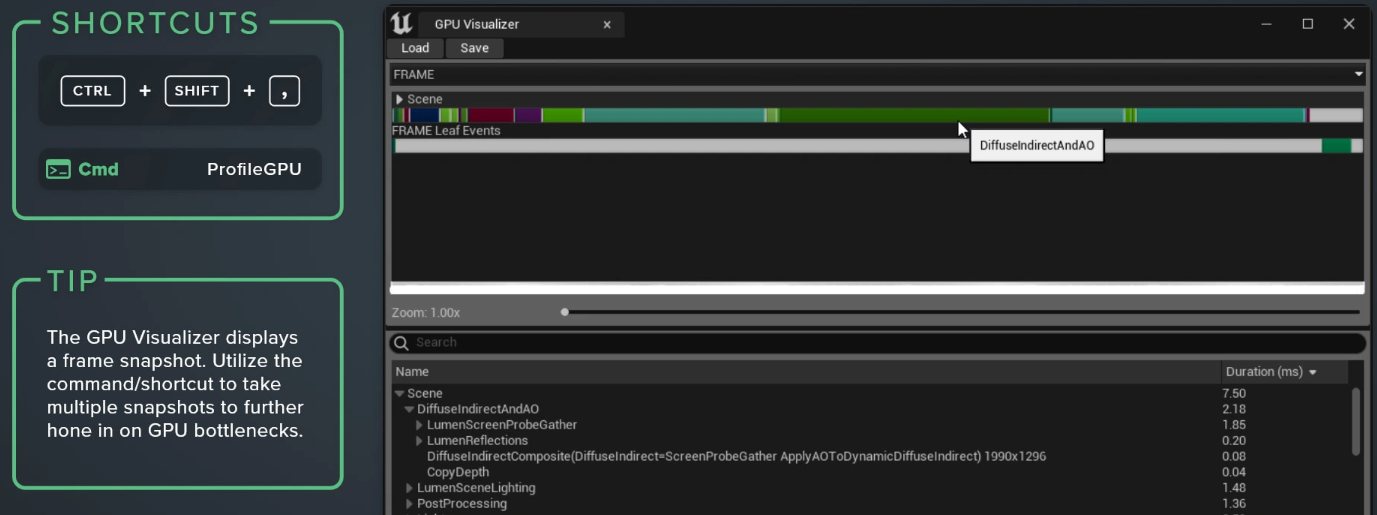 SHORTCUTS
CTRL + SHIFT + ,
Cmd ProfileGPU
TIP
The GPU Visualizer displays
a frame snapshot. Utilize the
command/shortcut to take
multiple snapshots to further
hone in on GPU bottlenecks.
GPU Visualizer
Load Save
FRAME
Scene
FRAME Leaf Events
DiffuseIndirectAndAO
Zoom: 1.00x
Search
Name Duration (ms)
Scene 7.50
DiffuseIndirectAndAO 2.18
LumenScreenProbeGather 1.85
LumenReflections 0.20
DiffuseIndirectComposite(DiffuseIndirect=ScreenProbeGather ApplyAOToDynamicDiffuseIndirect) 1990x1296 0.08
CopyDepth 0.04
LumenSceneLighting 1.48
PostProcessing 1.36